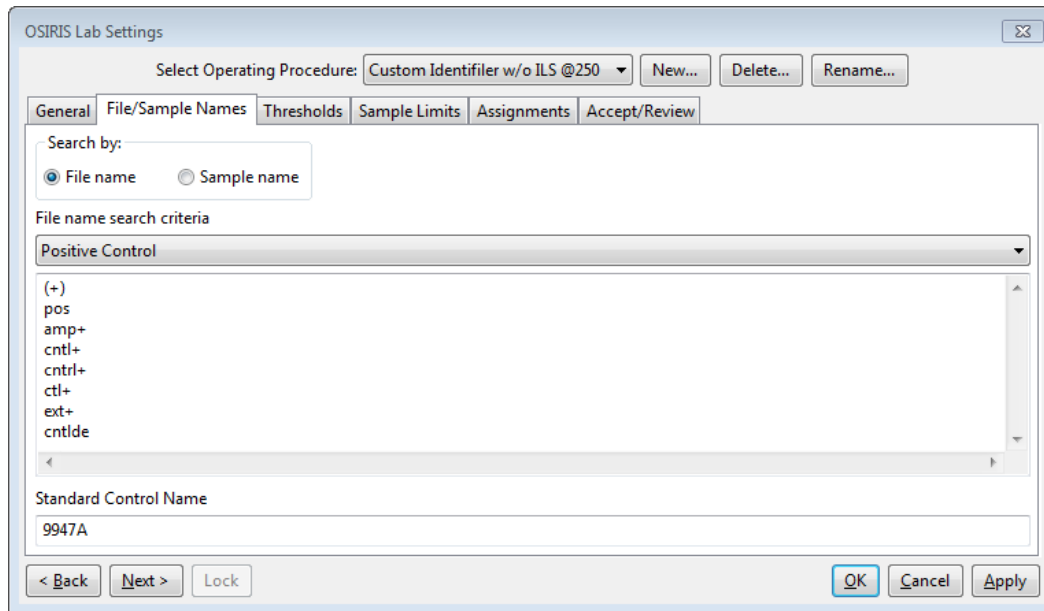 OSIRIS Lab Settings
Select Operating Procedure: Custom Identifiler w/o ILS @250 New... Delete... Rename...
General File/Sample Names Thresholds Sample Limits Assignments Accept/Review
Search by:
File name Sample name
File name search criteria
Positive Control
(+)
pos
amp+
cntl+
cntrl+
ctl+
ext+
cntlde
Standard Control Name
9947A
< Back Next > Lock OK Cancel Apply